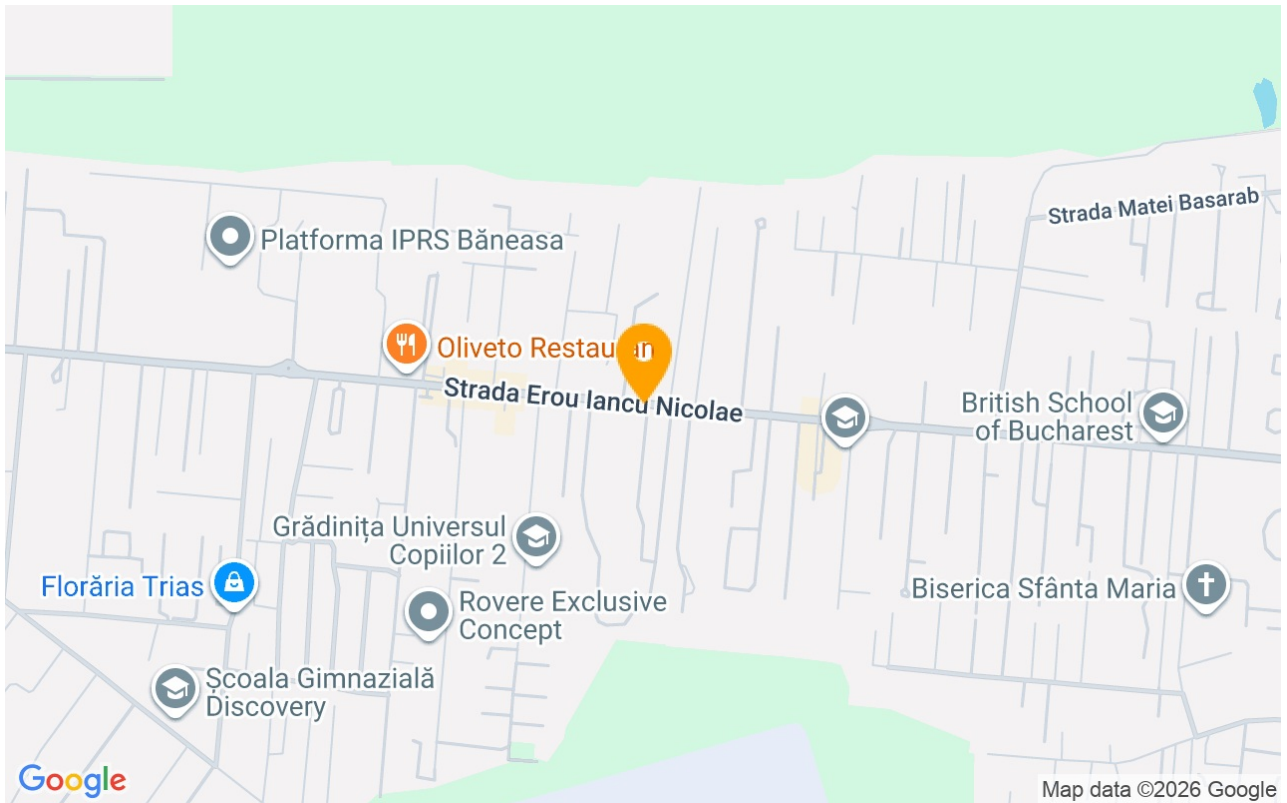 Strada Matei Basarab
Platforma IPRS Băneasa
Oliveto Restauran
Strada Erou Iancu Nicolae
British School
of Bucharest
Grădinița Universul
Copiilor 2
Florăria Trias
Rovere Exclusive
Concept
Biserica Sfânta Maria
Școala Gimnazială
Discovery
Google
Map data ©2026 Google